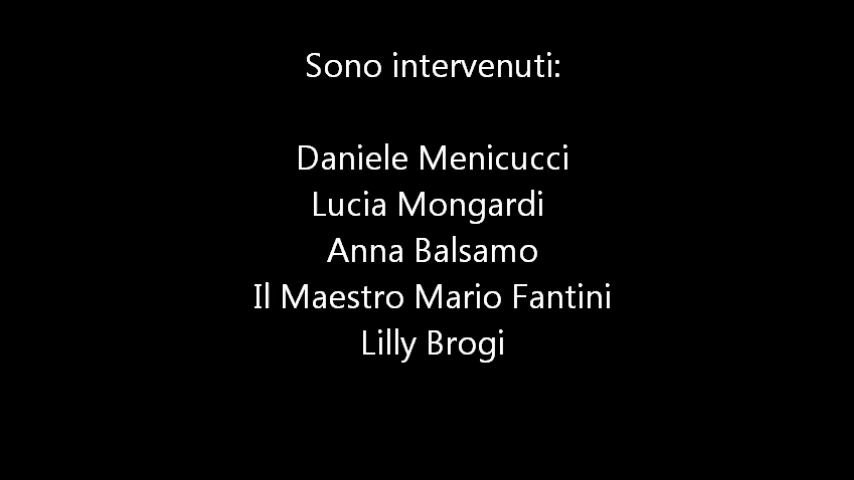 Sono intervenuti:
Daniele Menicucci
Lucia Mongardi
Anna Balsamo
Il Maestro Mario Fantini
Lilly Brogi